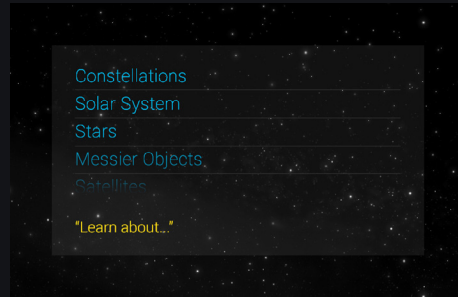 Constellations
Solar System
Stars
Messier Objects
Satellites
"Learn about..."